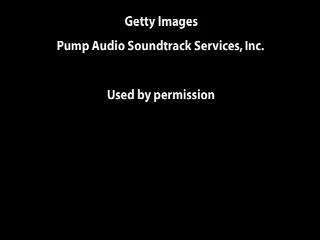 Getty Images
Pump Audio Soundtrack Services, Inc.
Used by permission